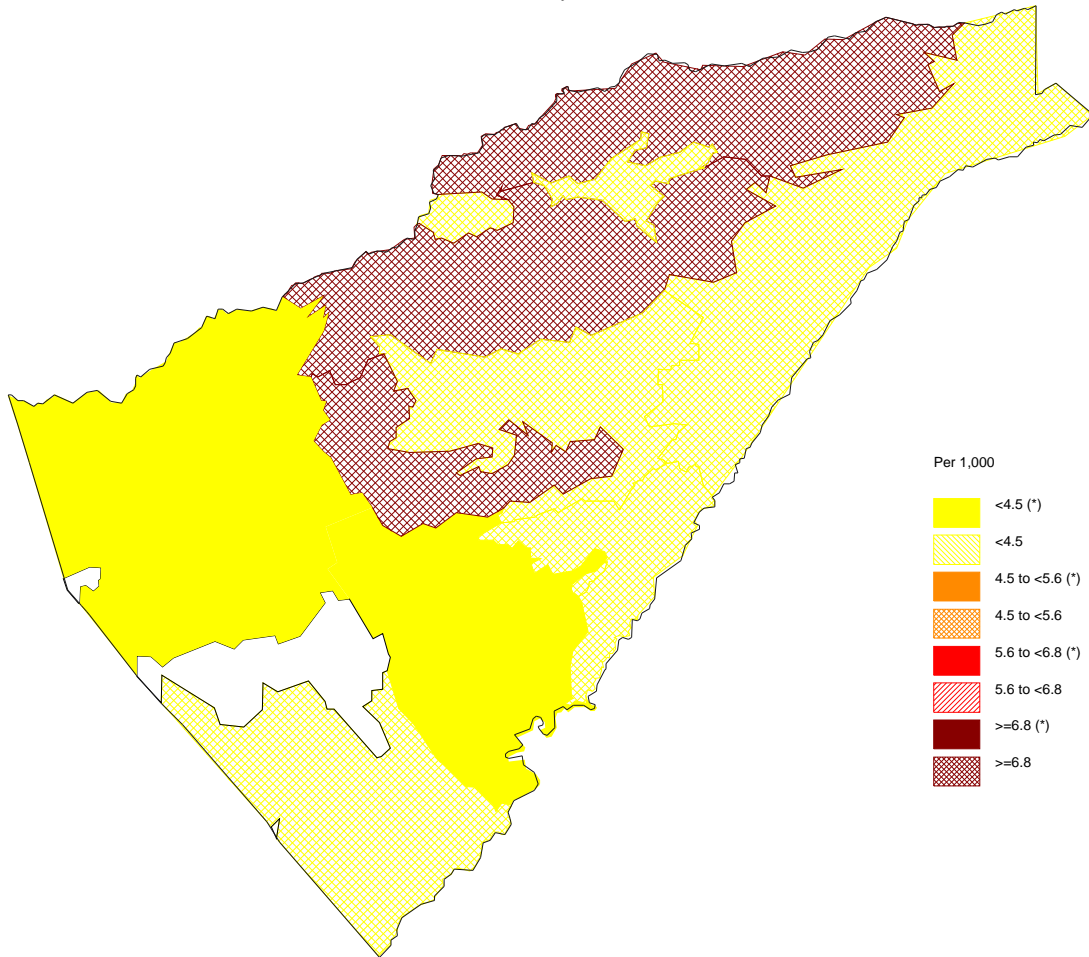 Per 1,000
<4.5 (*)
<4.5
4.5 to <5.6 (*)
4.5 to <5.6
5.6 to <6.8 (*)
5.6 to <6.8
>=6.8 (*)
>=6.8